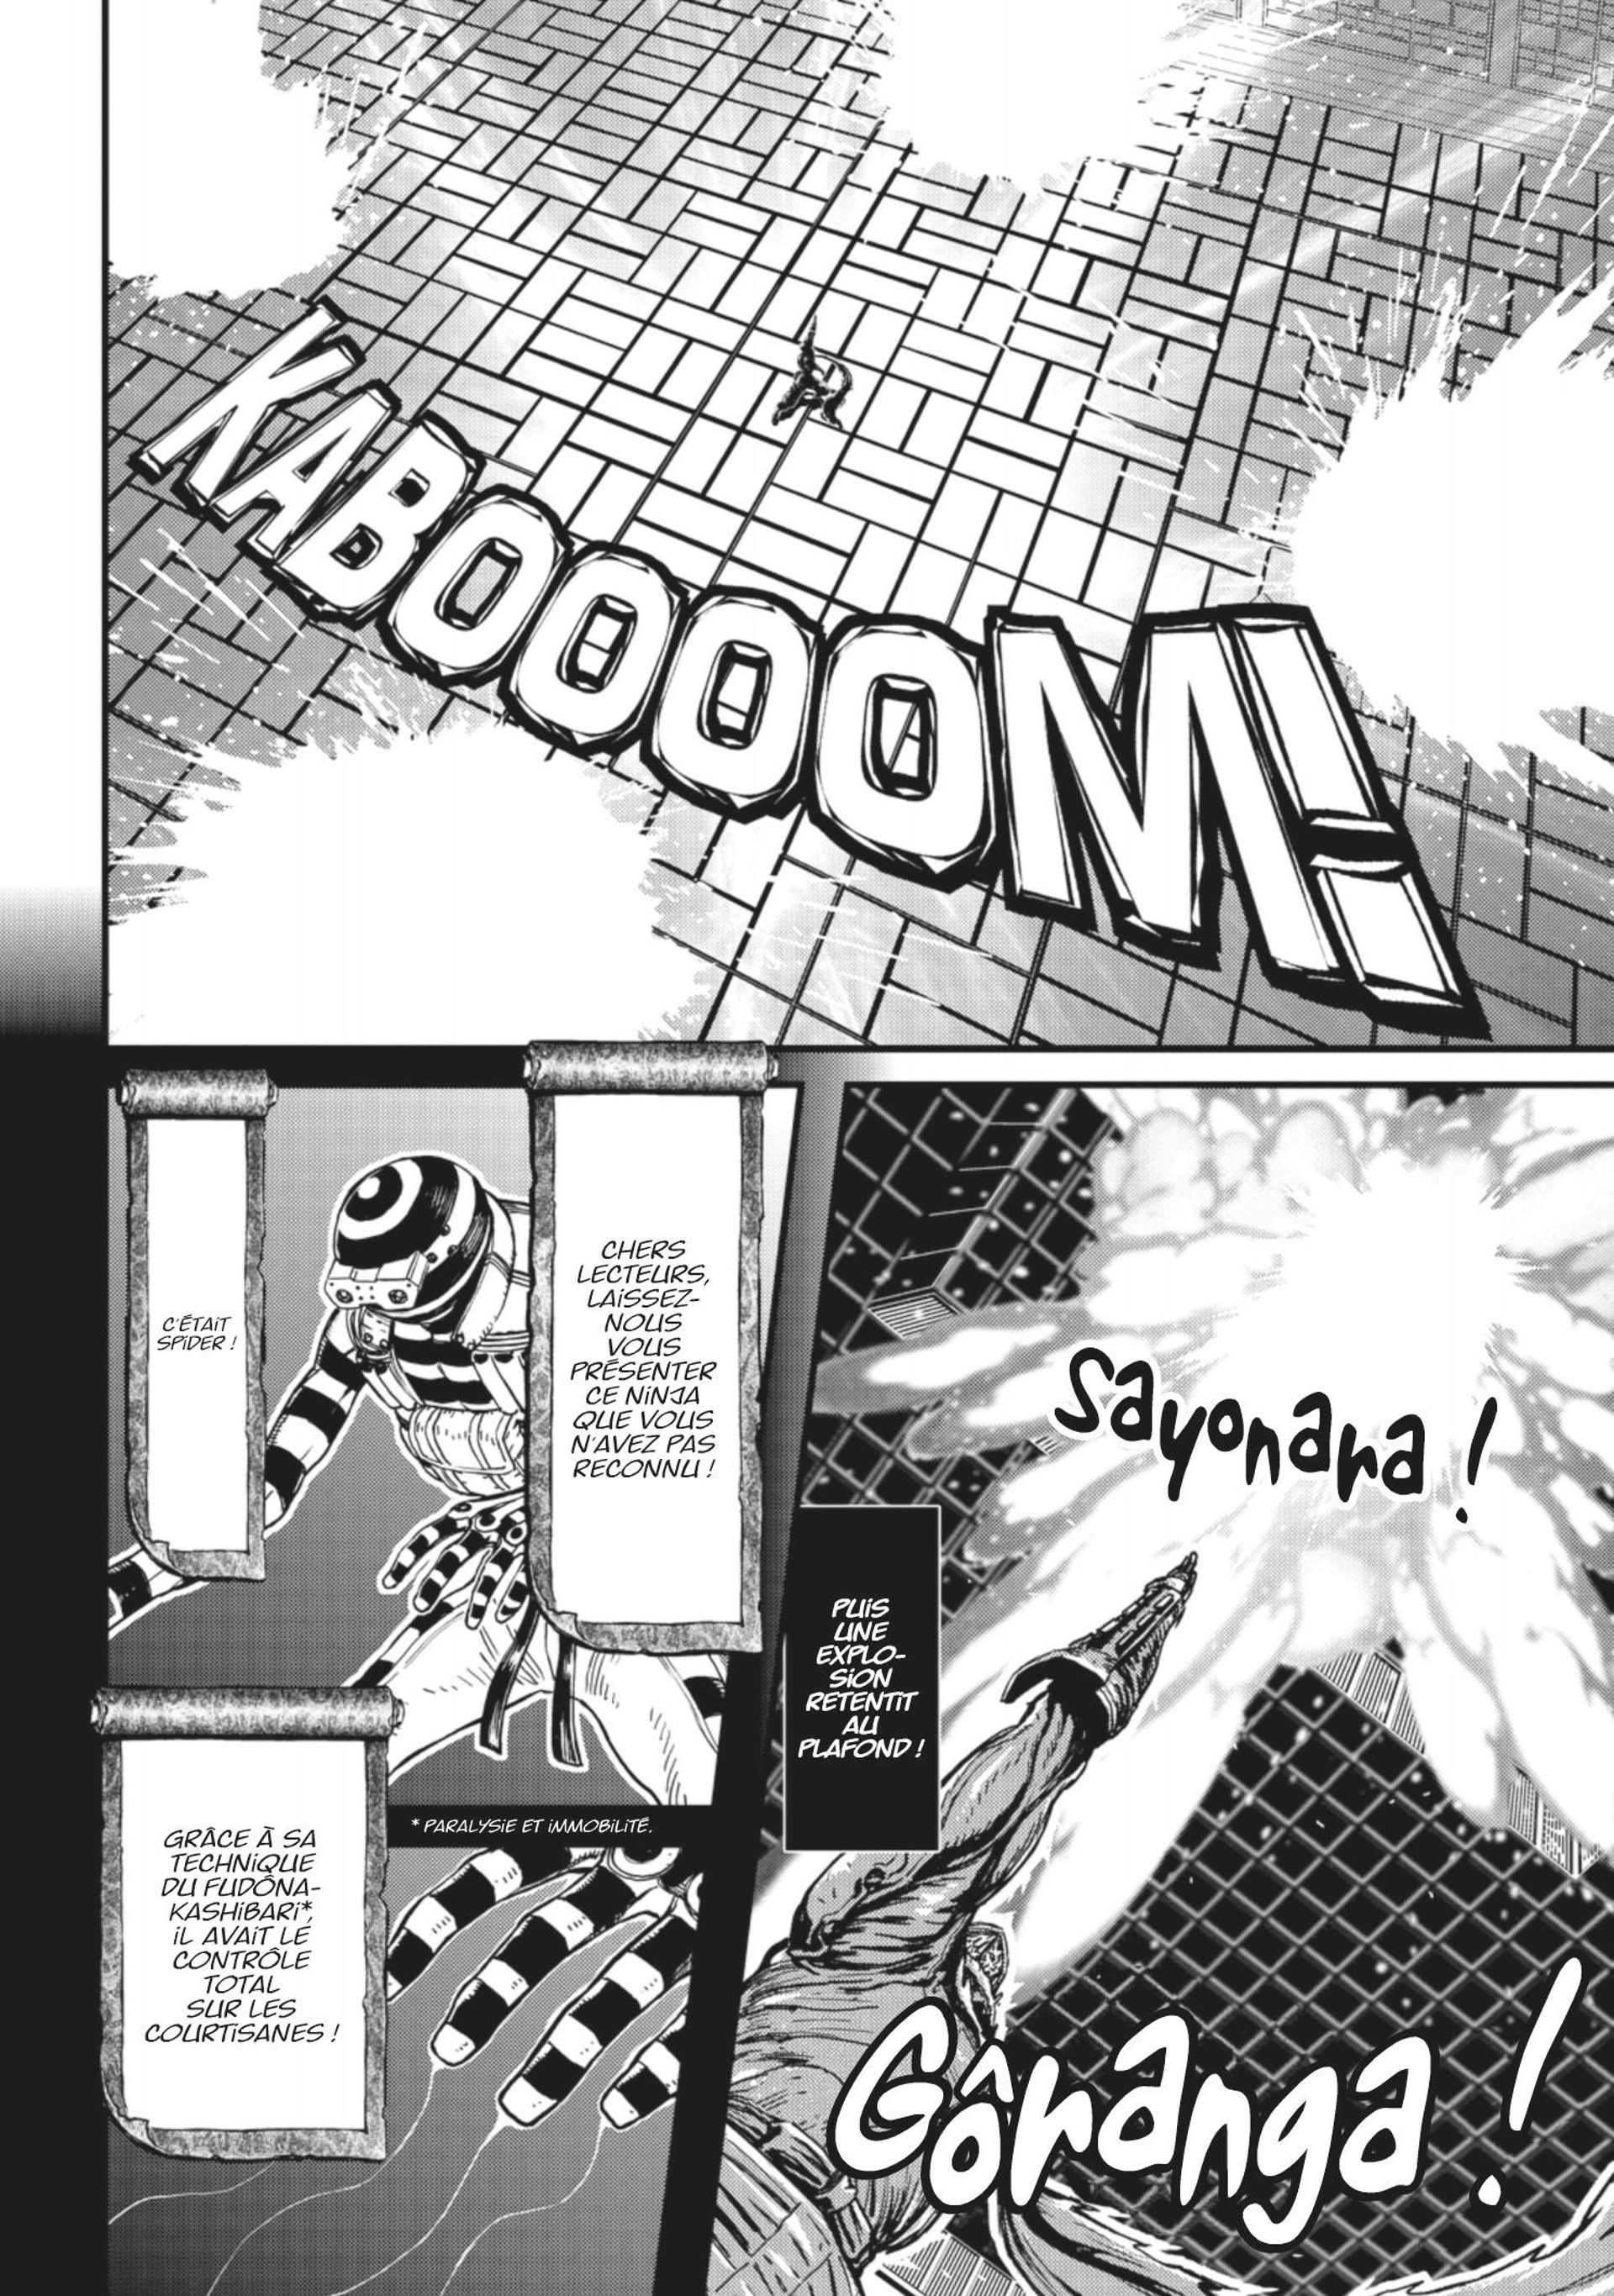 KABOOOOM!
Sayonara !
PUIS
UNE
EXPLO-
SION
RETENTIT
AU
PLAFOND !
Gôranga !
CHERS
LECTEURS,
LAISSEZ-
NOUS
VOUS
PRÉSENTER
CE NINJA
QUE VOUS
N'AVEZ PAS
RECONNU !
C'ÉTAIT
SPIDER !
GRÂCE À SA
TECHNIQUE
DU FUDÔNA-
KASHIBARI*,
IL AVAIT LE
CONTRÔLE
TOTAL
SUR LES
COURTISANES !
* PARALYSIE ET IMMOBILITÉ.